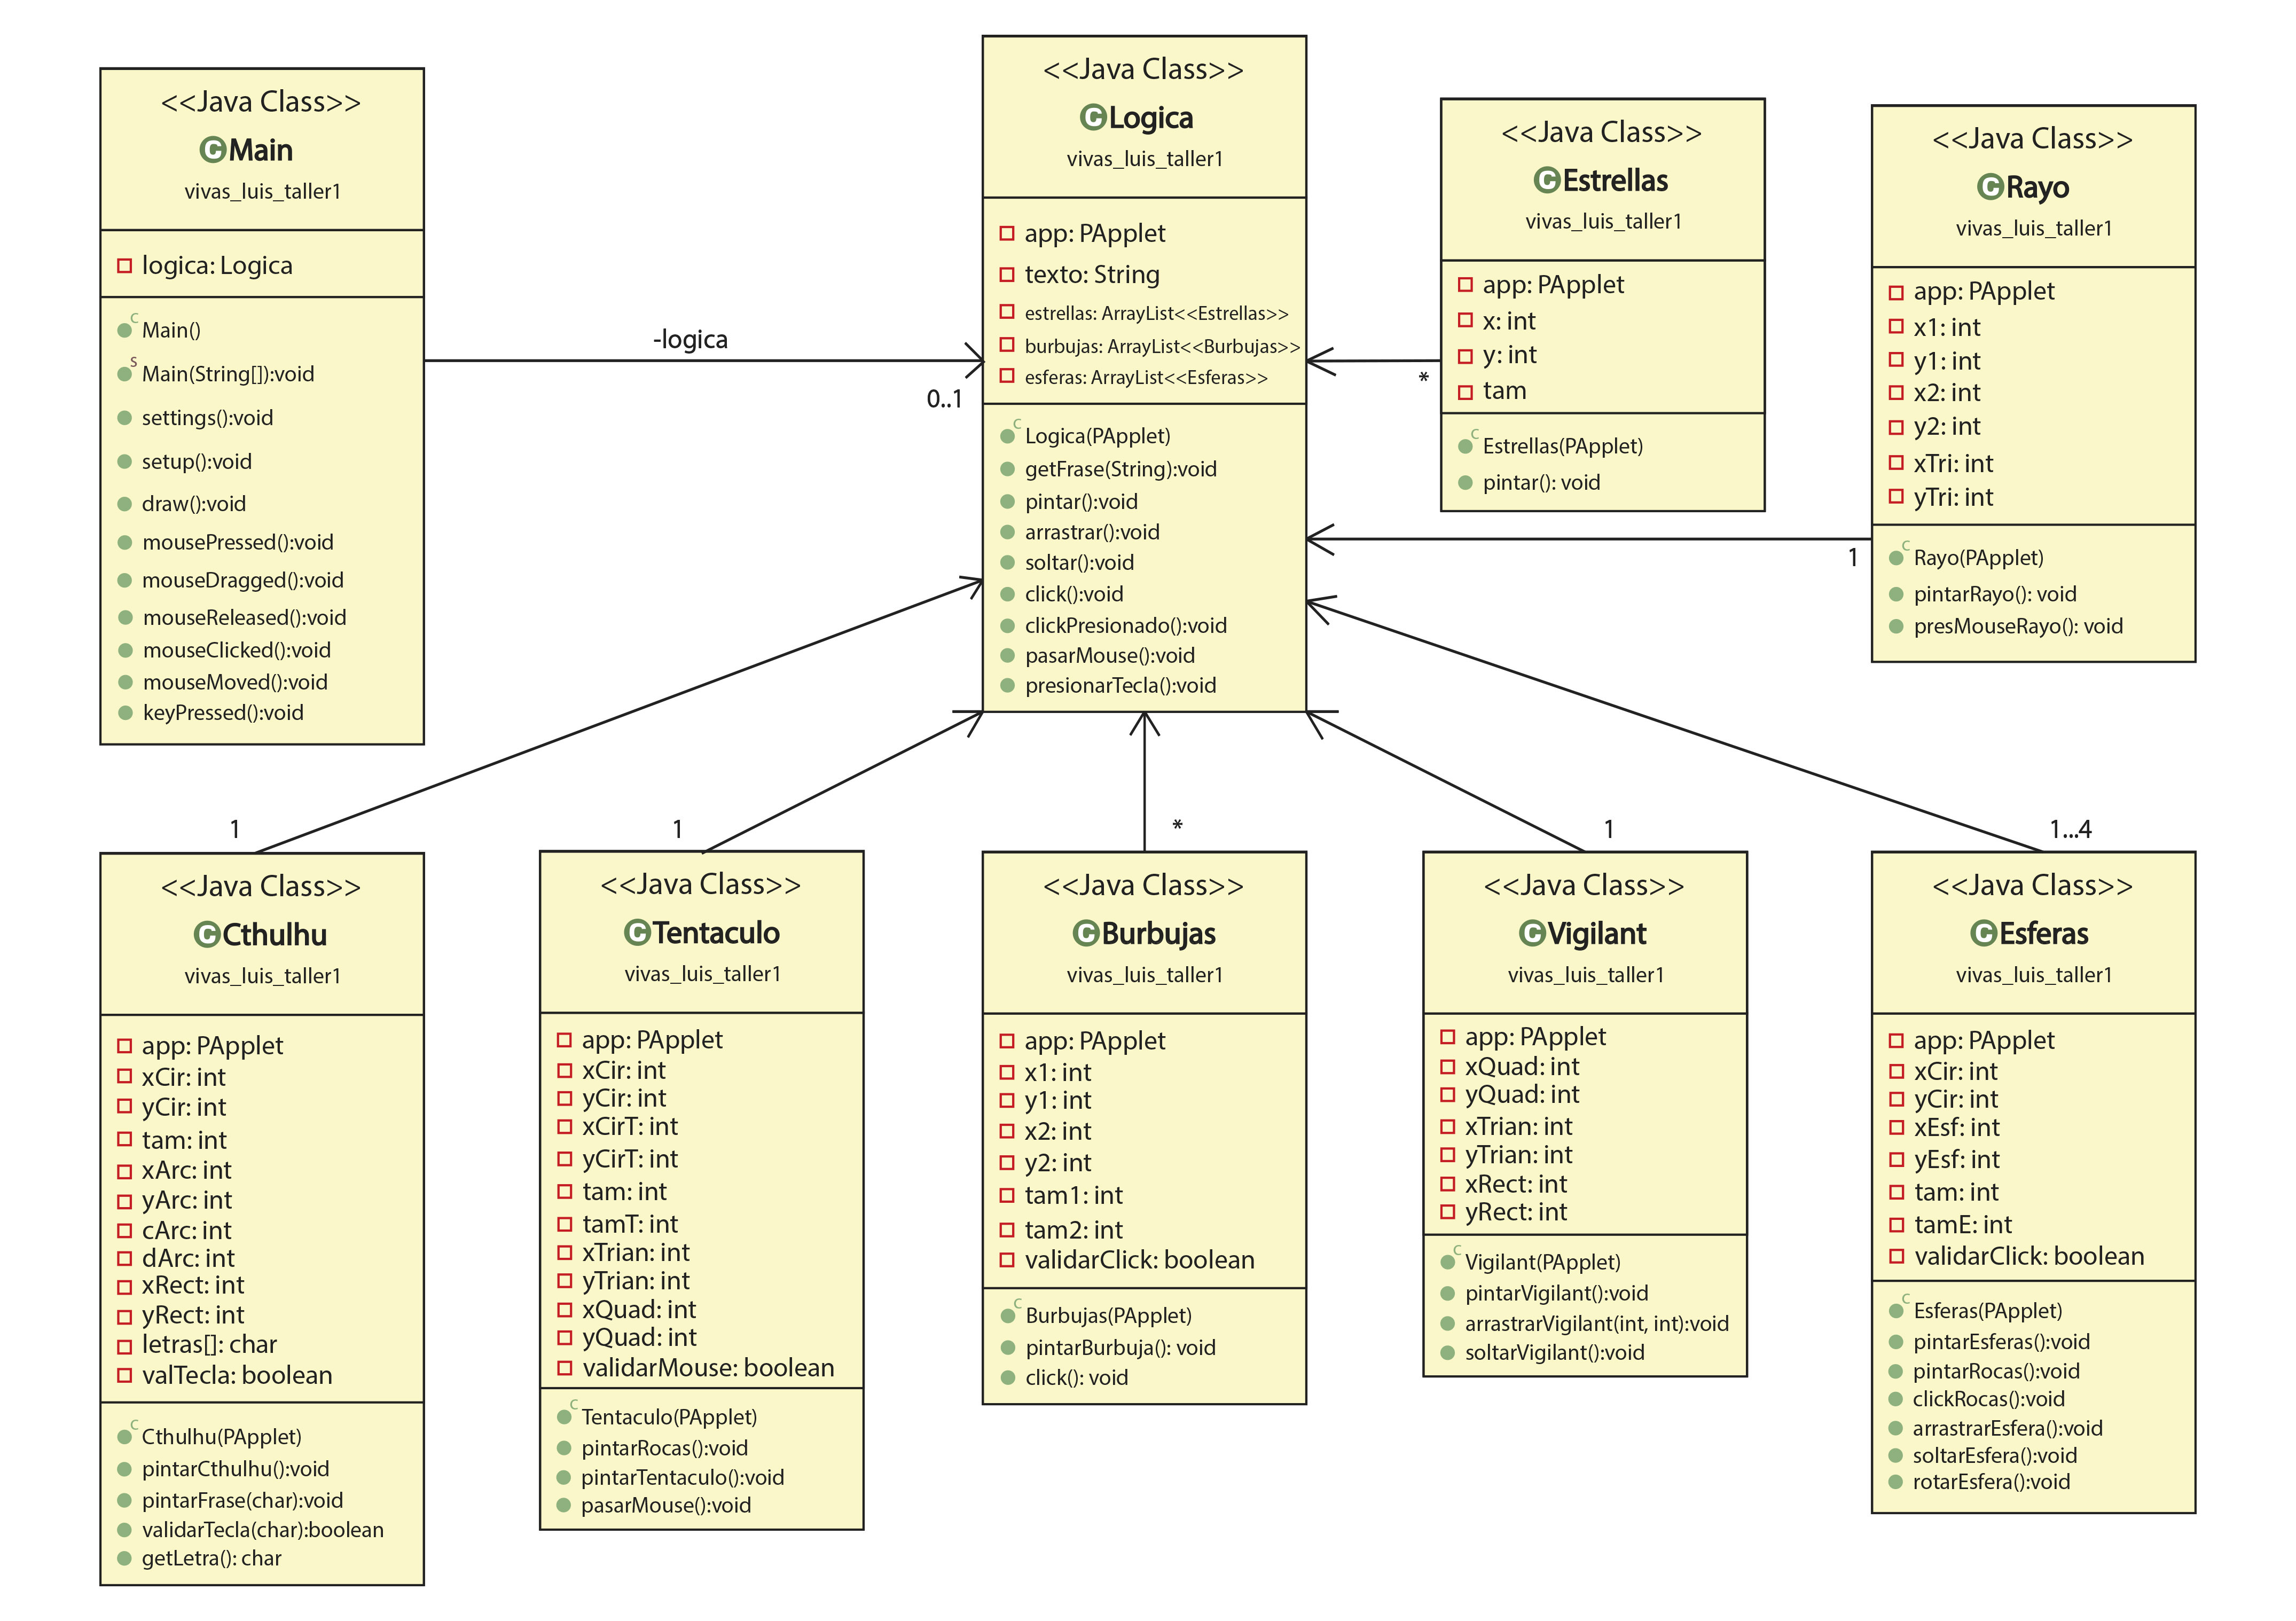 <<Java Class>>
Main
vivas_luis_taller1
logica: Logica
Main()
Main(String[]):void
settings():void
setup():void
draw():void
mousePressed():void
mouseDragged():void
mouseReleased():void
mouseClicked():void
mouseMoved():void
keyPressed():void
-logica
0..1
<<Java Class>>
Logica
vivas_luis_taller1
app: PApplet
texto: String
estrellas: ArrayList<<Estrellas>>
burbujas: ArrayList<<Burbujas>>
esferas: ArrayList<<Esferas>>
Logica(PApplet)
getFrase(String):void
pintar():void
arrastrar():void
soltar():void
click():void
clickPresionado():void
pasarMouse():void
presionarTecla():void
<<Java Class>>
Estrellas
vivas_luis_taller1
app: PApplet
x: int
y: int
tam
Estrellas(PApplet)
pintar(): void
*
<<Java Class>>
Rayo
vivas_luis_taller1
app: PApplet
x1: int
y1: int
x2: int
y2: int
xTri: int
yTri: int
Rayo(PApplet)
pintarRayo(): void
presMouseRayo(): void
1
1
<<Java Class>>
Cthulhu
vivas_luis_taller1
app: PApplet
xCir: int
yCir: int
tam: int
xArc: int
yArc: int
cArc: int
dArc: int
xRect: int
yRect: int
letras[]: char
valTecla: boolean
Cthulhu(PApplet)
pintarCthulhu():void
pintarFrase(char):void
validarTecla(char):boolean
getLetra(): char
1
<<Java Class>>
Tentaculo
vivas_luis_taller1
app: PApplet
xCir: int
yCir: int
xCirT: int
yCirT: int
tam: int
tamT: int
xTrian: int
yTrian: int
xQuad: int
yQuad: int
validarMouse: boolean
Tentaculo(PApplet)
pintarRocas():void
pintarTentaculo():void
pasarMouse():void
*
<<Java Class>>
Burbujas
vivas_luis_taller1
app: PApplet
x1: int
y1: int
x2: int
y2: int
tam1: int
tam2: int
validarClick: boolean
Burbujas(PApplet)
pintarBurbuja(): void
click(): void
1
<<Java Class>>
Vigilant
vivas_luis_taller1
app: PApplet
xQuad: int
yQuad: int
xTrian: int
yTrian: int
xRect: int
yRect: int
Vigilant(PApplet)
pintarVigilant():void
arrastrarVigilant(int, int):void
soltarVigilant():void
1...4
<<Java Class>>
Esferas
vivas_luis_taller1
app: PApplet
xCir: int
yCir: int
xEsf: int
yEsf: int
tam: int
tamE: int
validarClick: boolean
Esferas(PApplet)
pintarEsferas():void
pintarRocas():void
clickRocas():void
arrastrarEsfera():void
soltarEsfera():void
rotarEsfera():void